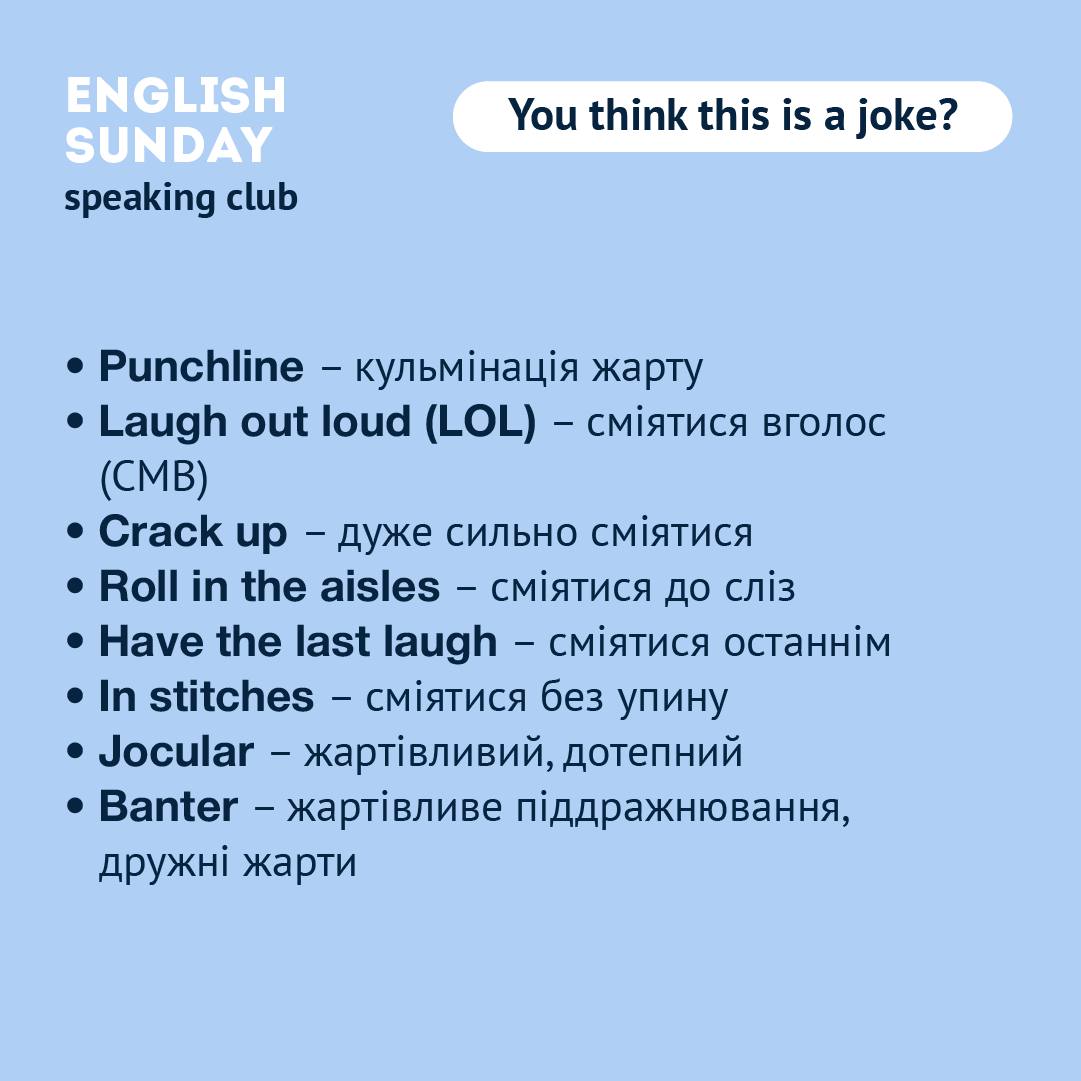 ENGLISH
SUNDAY
speaking club
You think this is a joke?
• Punchline – кульмінація жарту
• Laugh out loud (LOL) – сміятися вголос
(СМВ)
• Crack up – дуже сильно сміятися
• Roll in the aisles – сміятися до сліз
• Have the last laugh – сміятися останнім
• In stitches – сміятися без упину
• Jocular – жартівливий, дотепний
• Banter – жартівливе піддражнювання,
дружні жарти